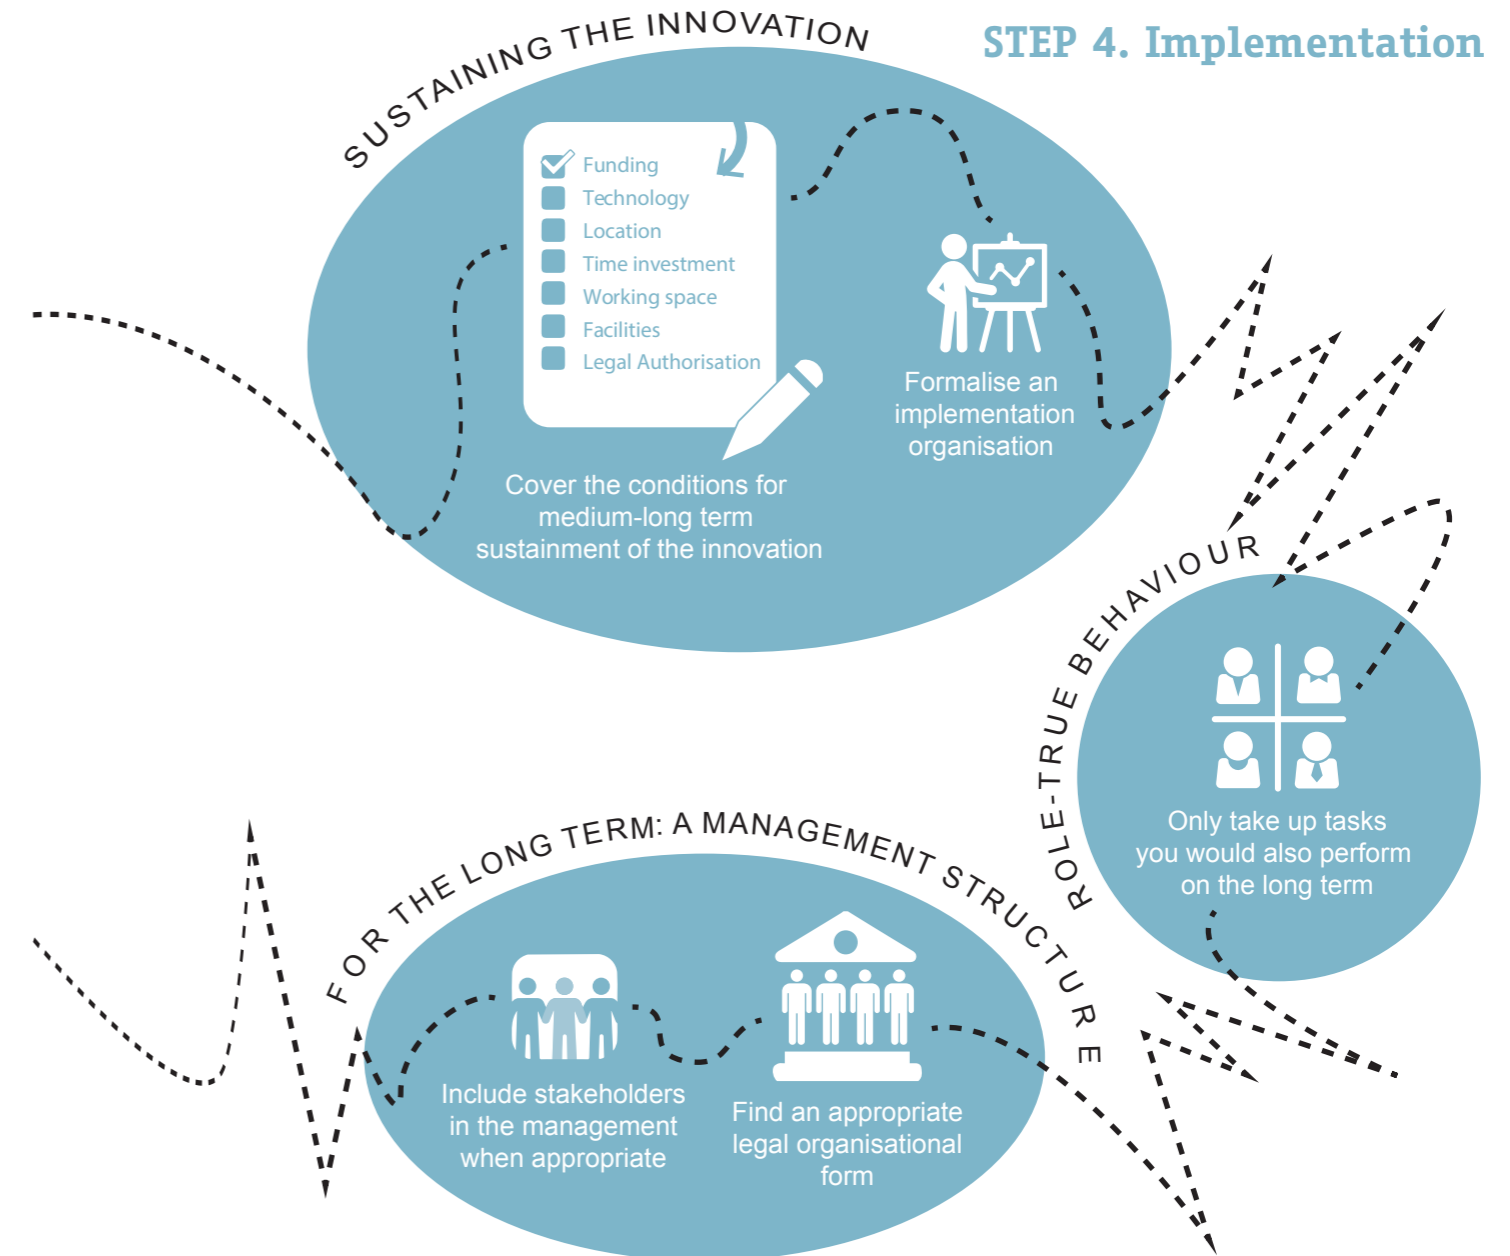 STEP 4. Implementation
SUSTAINING THE INNOVATION
Funding
Technology
Location
Time investment
Working space
Facilities
Legal Authorisation
Cover the conditions for
medium-long term
sustainment of the innovation
Formalise an
implementation
organisation
ROLE-TRUE BEHAVIOUR
Only take up tasks
you would also perform
on the long term
FOR THE LONG TERM: A MANAGEMENT STRUCTURE
Include stakeholders
in the management
when appropriate
Find an appropriate
legal organisational
form